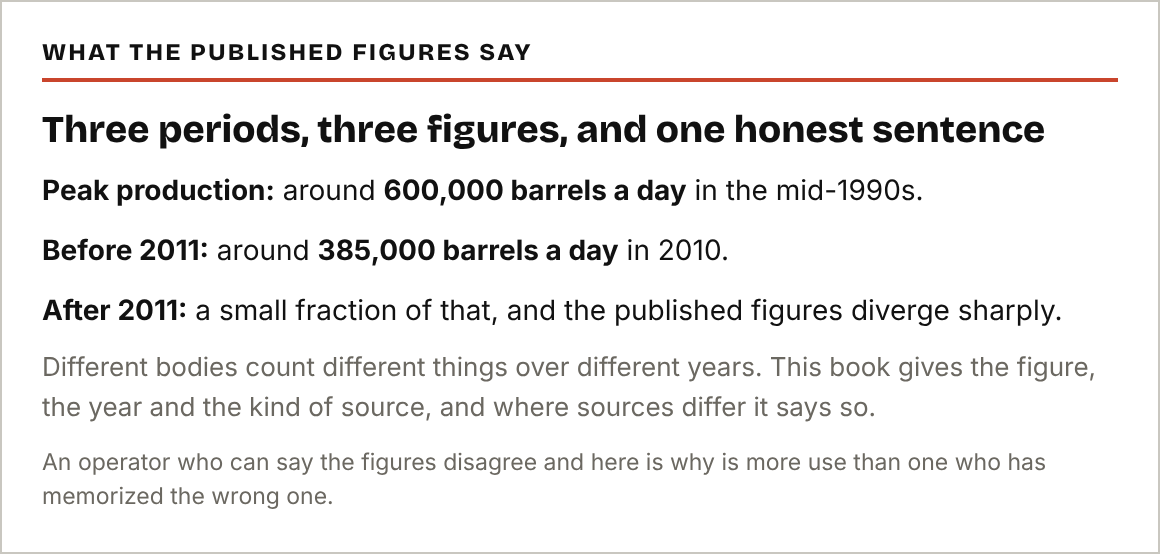 WHAT THE PUBLISHED FIGURES SAY
Three periods, three figures, and one honest sentence
Peak production: around 600,000 barrels a day in the mid-1990s.
Before 2011: around 385,000 barrels a day in 2010.
After 2011: a small fraction of that, and the published figures diverge sharply.
Different bodies count different things over different years. This book gives the figure,
the year and the kind of source, and where sources differ it says so.
An operator who can say the figures disagree and here is why is more use than one who has
memorized the wrong one.